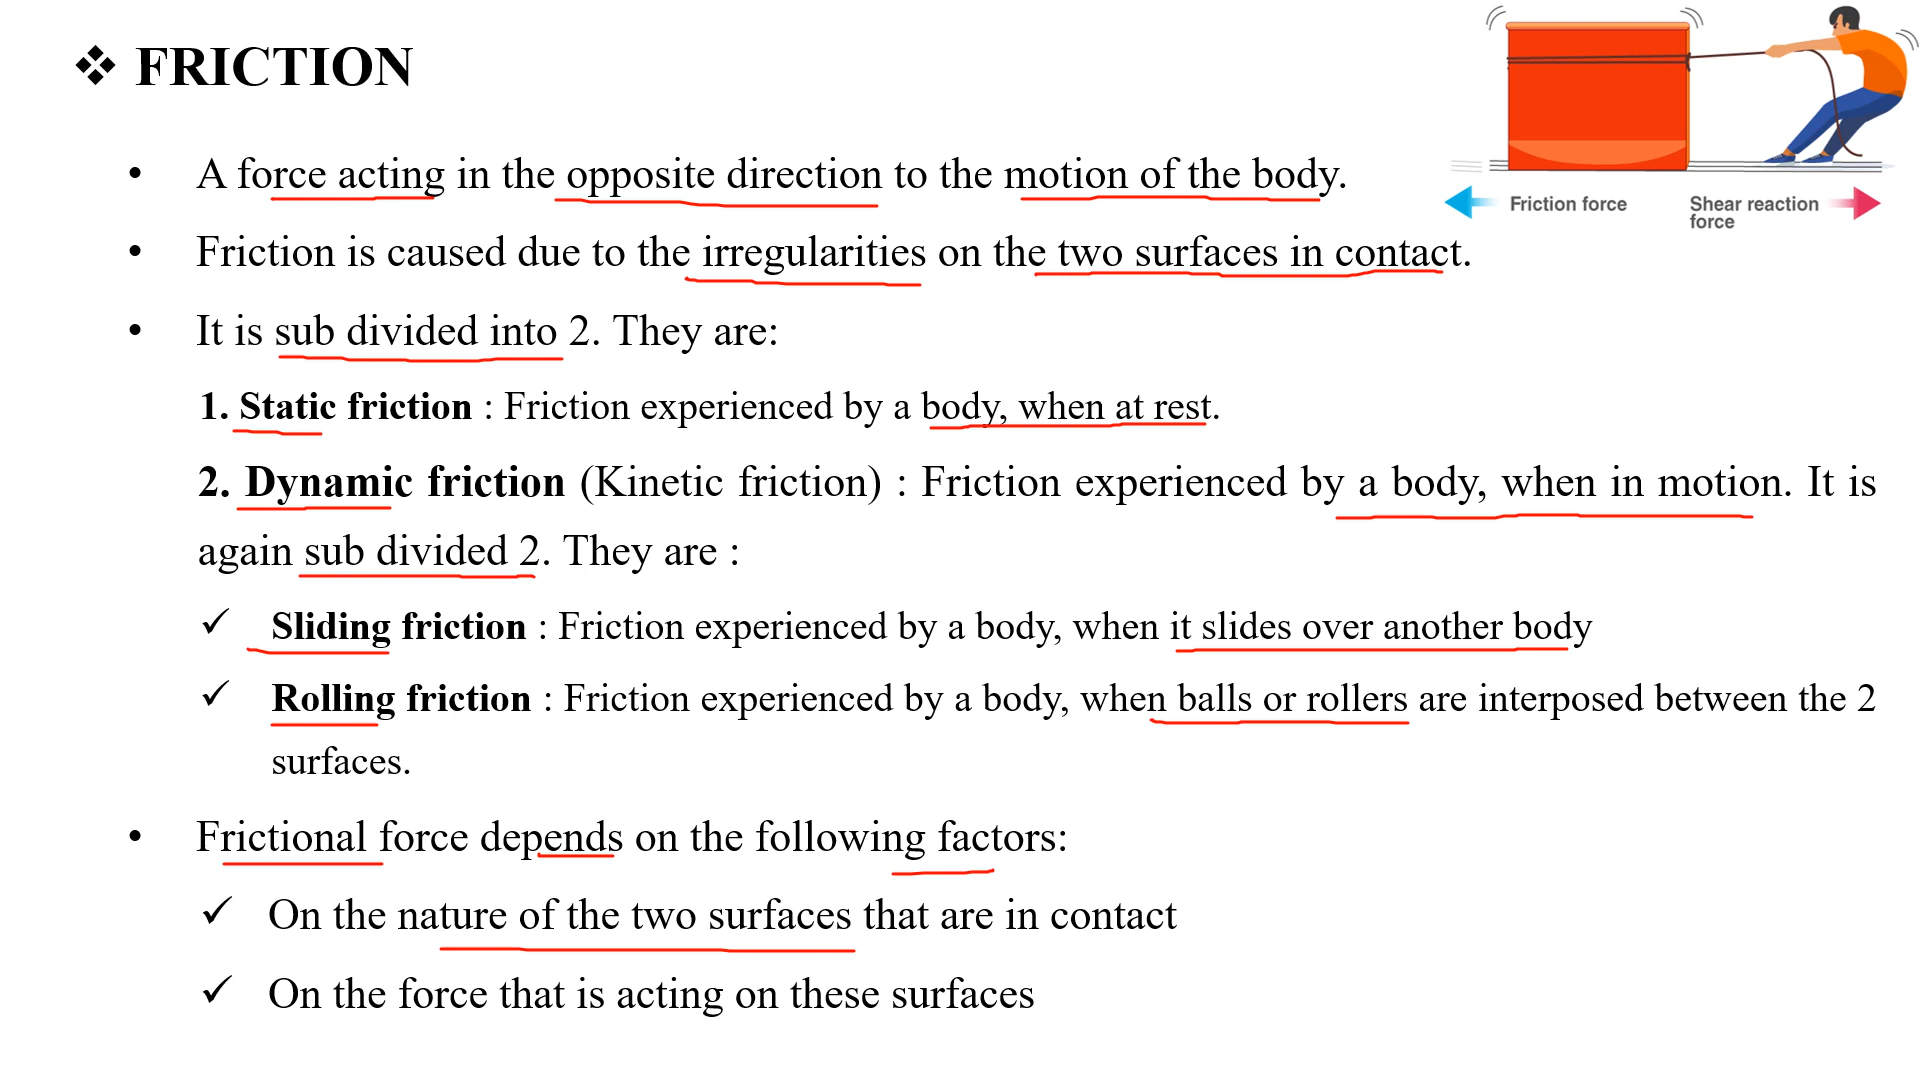 ❖ FRICTION
• A force acting in the opposite direction to the motion of the body.
Friction force
Shear reaction
force
• Friction is caused due to the irregularities on the two surfaces in contact.
• It is sub divided into 2. They are:
1. Static friction : Friction experienced by a body, when at rest.
2. Dynamic friction (Kinetic friction) : Friction experienced by a body, when in motion. It is
again sub divided 2. They are :
✓ Sliding friction : Friction experienced by a body, when it slides over another body
✓ Rolling friction : Friction experienced by a body, when balls or rollers are interposed between the 2
surfaces.
• Frictional force depends on the following factors:
✓ On the nature of the two surfaces that are in contact
✓ On the force that is acting on these surfaces